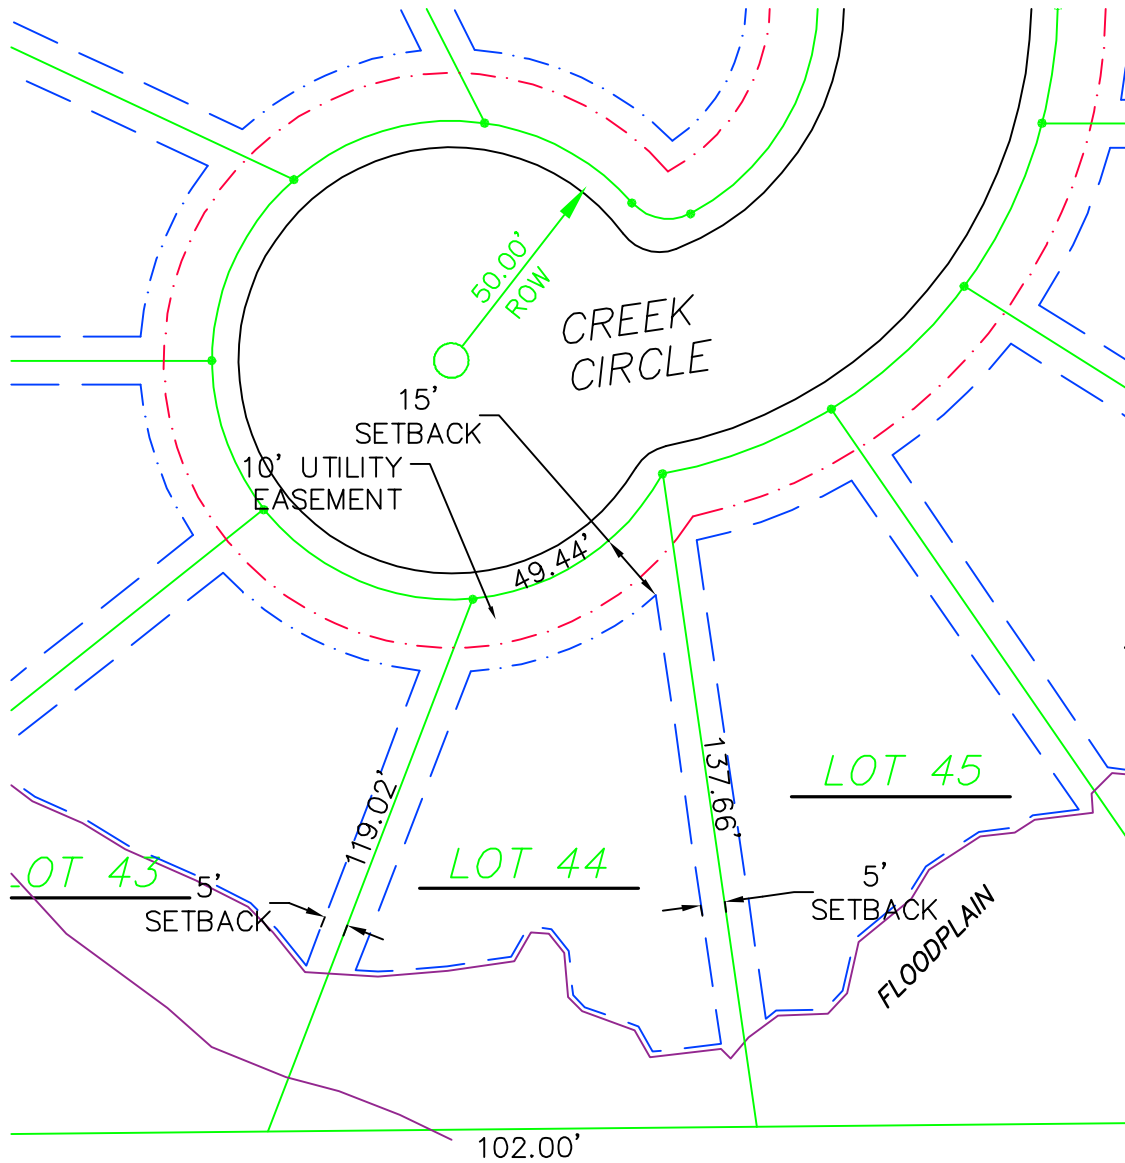 50.00'
ROW
CREEK
CIRCLE
15'
SETBACK
10' UTILITY
EASEMENT
49.44'
119.02'
137.66'
LOT 45
LOT 44
LOT 43
5'
SETBACK
5'
SETBACK
FLOODPLAIN
102.00'